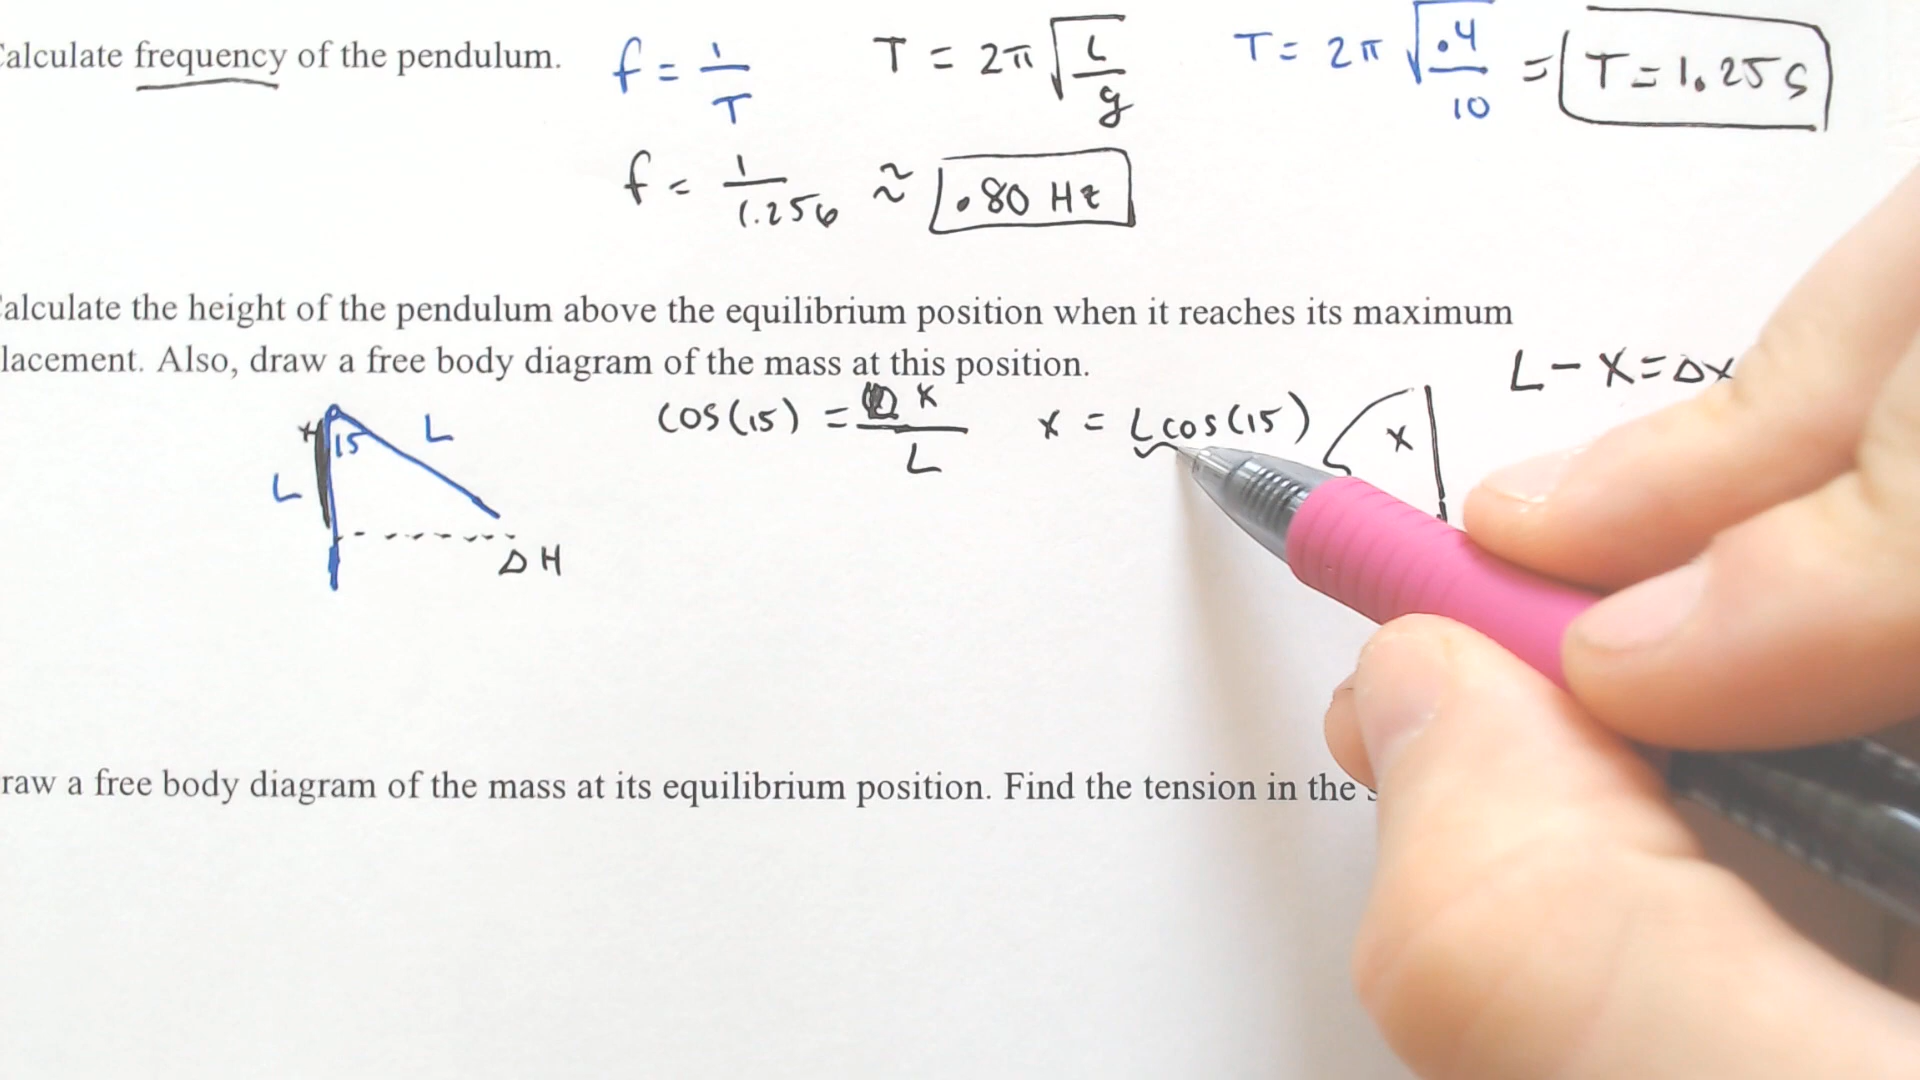 alculate frequency of the pendulum. f = 1/T T = 2π √(L/g) T = 2π √(.4/10) = T = 1.25 s
f = 1/1.256 ≈ .80 Hz
alculate the height of the pendulum above the equilibrium position when it reaches its maximum
lacement. Also, draw a free body diagram of the mass at this position. L - x = Δx
cos(15) = x/L x = L cos(15) x
15 L
L
Δ H
raw a free body diagram of the mass at its equilibrium position. Find the tension in the